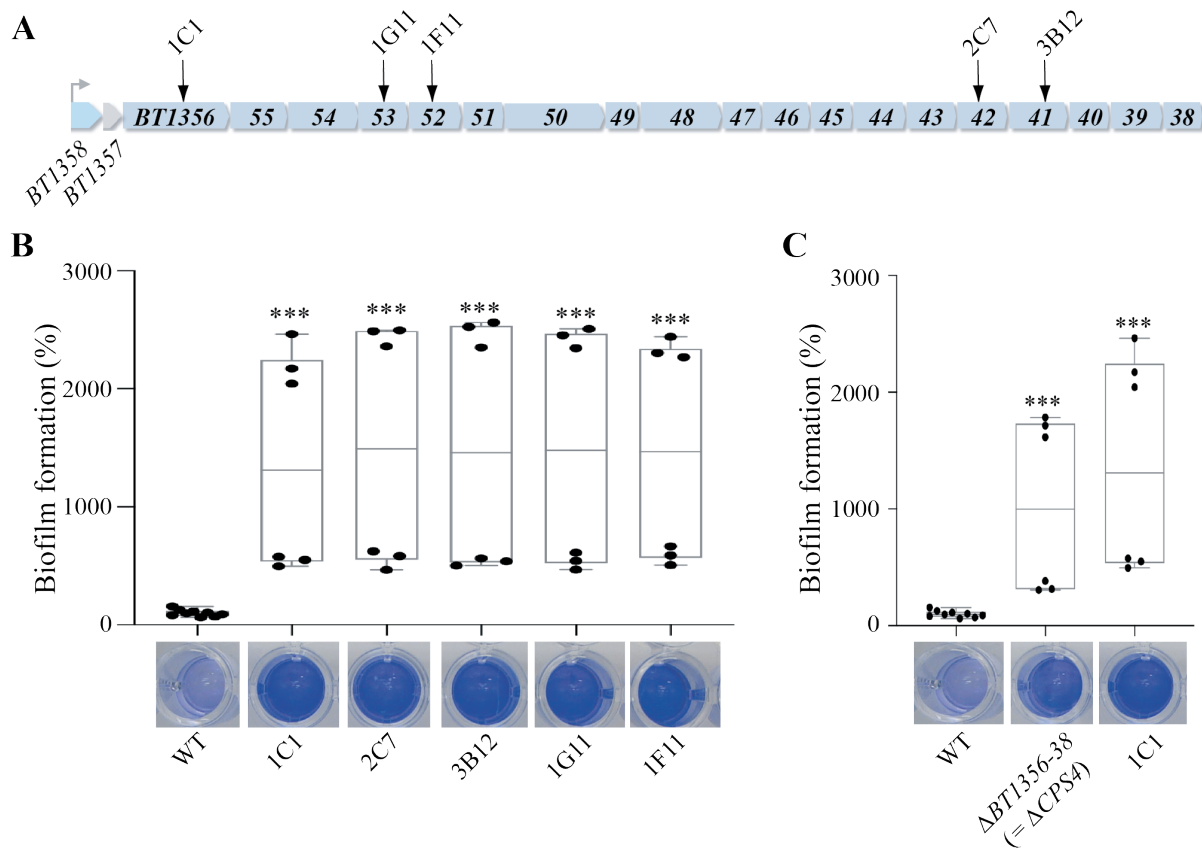 A
1C1
1G11
1F11
2C7
3B12
BT1356 55 54 53 52 51 50 49 48 47 46 45 44 43 42 41 40 39 38
BT1358
BT1357
B
Biofilm formation (%)
3000
2000
1000
0
*** *** *** *** ***
WT
1C1
2C7
3B12
1G11
1F11
C
Biofilm formation (%)
3000
2000
1000
0
***
***
WT
ΔBT1356-38
(= ΔCPS4)
1C1